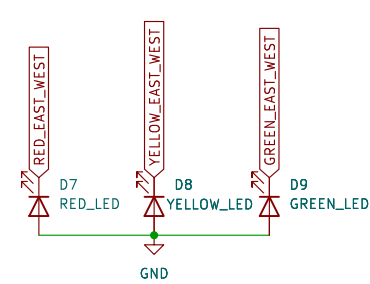 RED_EAST_WEST
YELLOW_EAST_WEST
GREEN_EAST_WEST
D7
RED_LED
D8
YELLOW_LED
D9
GREEN_LED
GND